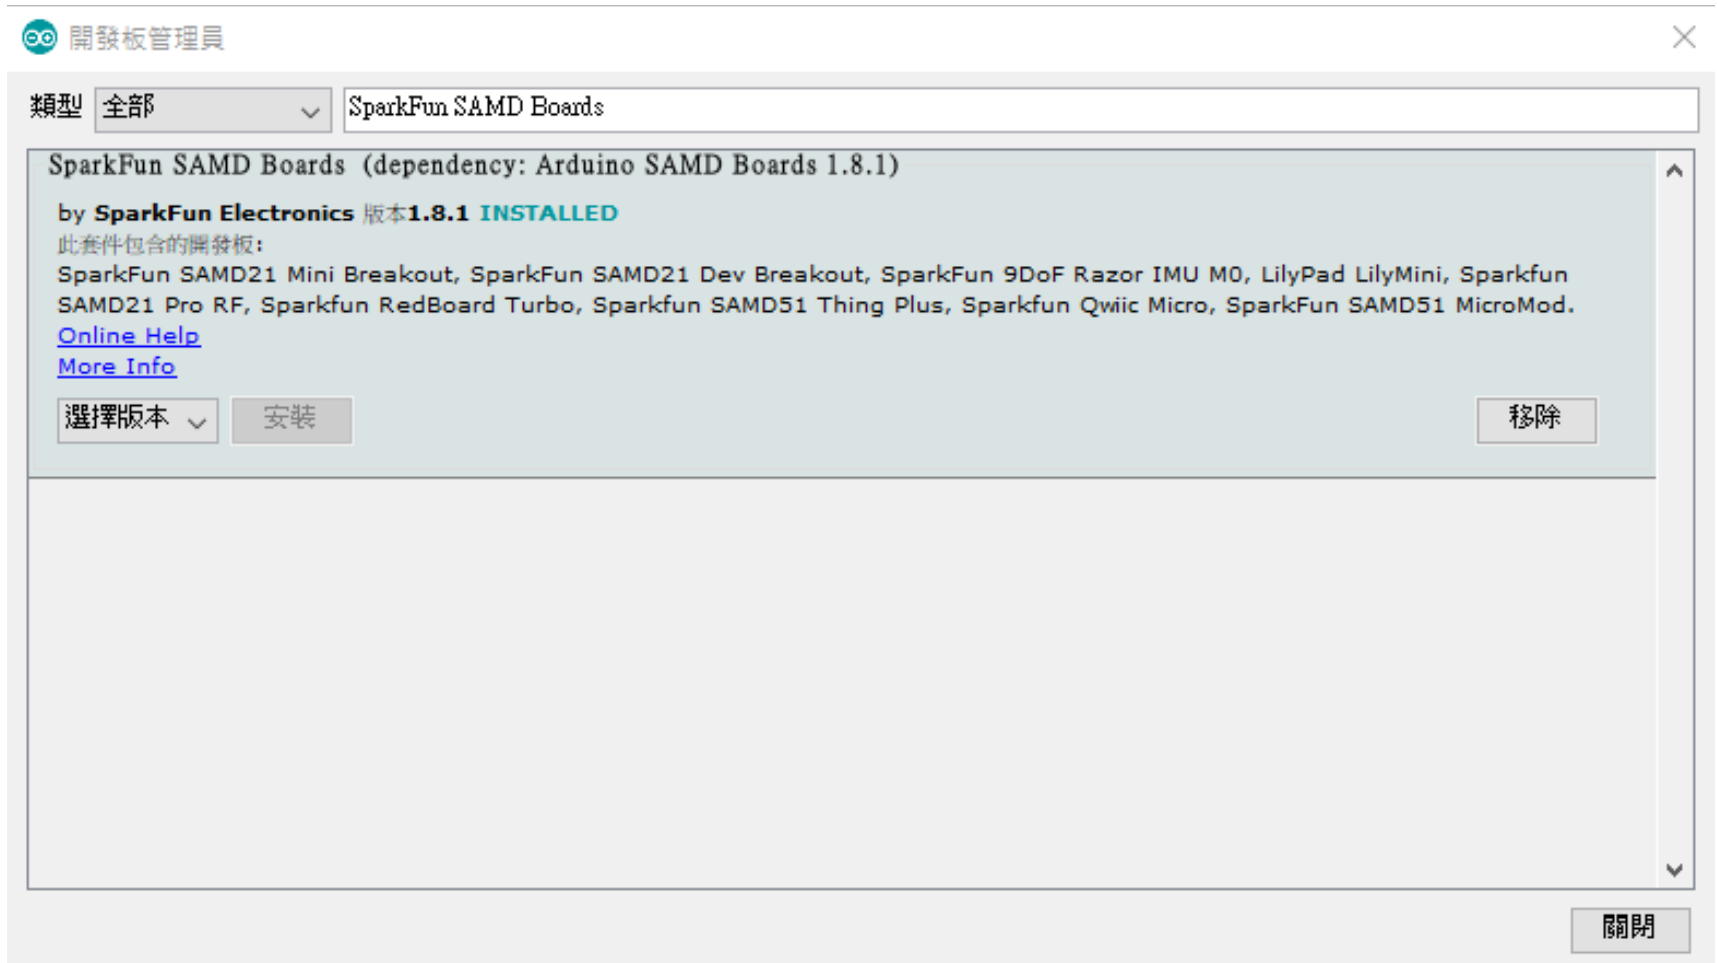 開發板管理員
類型 全部 SparkFun SAMD Boards
SparkFun SAMD Boards (dependency: Arduino SAMD Boards 1.8.1)
by SparkFun Electronics 版本1.8.1 INSTALLED
此套件包含的開發板:
SparkFun SAMD21 Mini Breakout, SparkFun SAMD21 Dev Breakout, SparkFun 9DoF Razor IMU M0, LilyPad LilyMini, Sparkfun
SAMD21 Pro RF, Sparkfun RedBoard Turbo, Sparkfun SAMD51 Thing Plus, Sparkfun Qwiic Micro, SparkFun SAMD51 MicroMod.
Online Help
More Info
選擇版本 安裝 移除
關閉